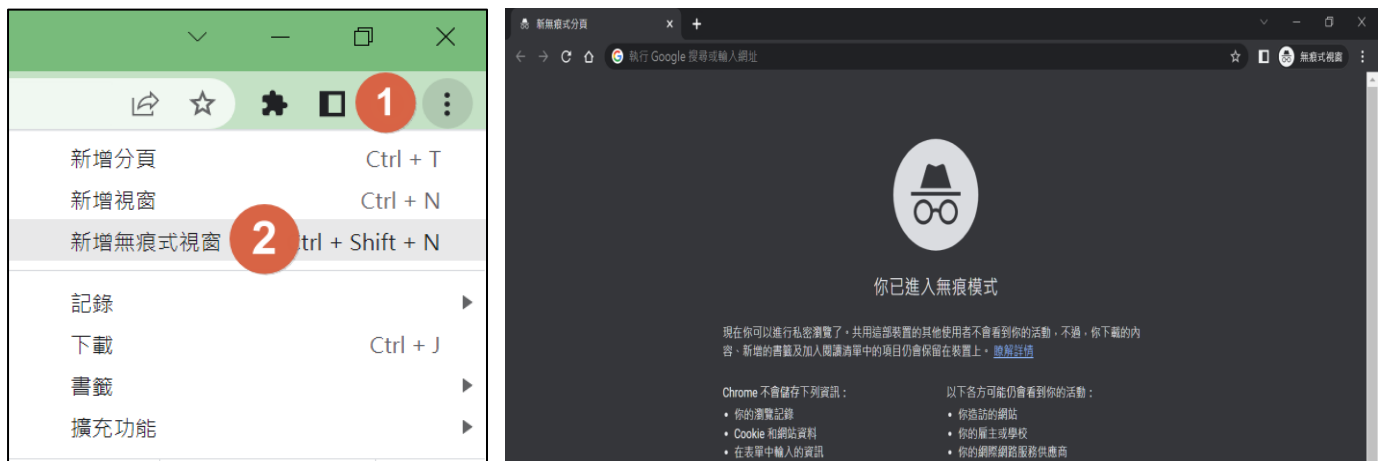 1
新增分頁 Ctrl + T
新增視窗 Ctrl + N
新增無痕式視窗 2 trl + Shift + N
記錄
下載 Ctrl + J
書籤
擴充功能
新無痕式分頁
執行 Google 搜尋或輸入網址
無痕式視窗
你已進入無痕模式
現在你可以進行私密瀏覽了。共用這部裝置的其他使用者不會看到你的活動，不過，你下載的內
容、新增的書籤及加入閱讀清單中的項目仍會保留在裝置上。瞭解詳情
Chrome 不會儲存下列資訊：
• 你的瀏覽記錄
• Cookie 和網站資料
• 在表單中輸入的資訊
以下各方可能仍會看到你的活動：
• 你造訪的網站
• 你的雇主或學校
• 你的網際網路服務供應商